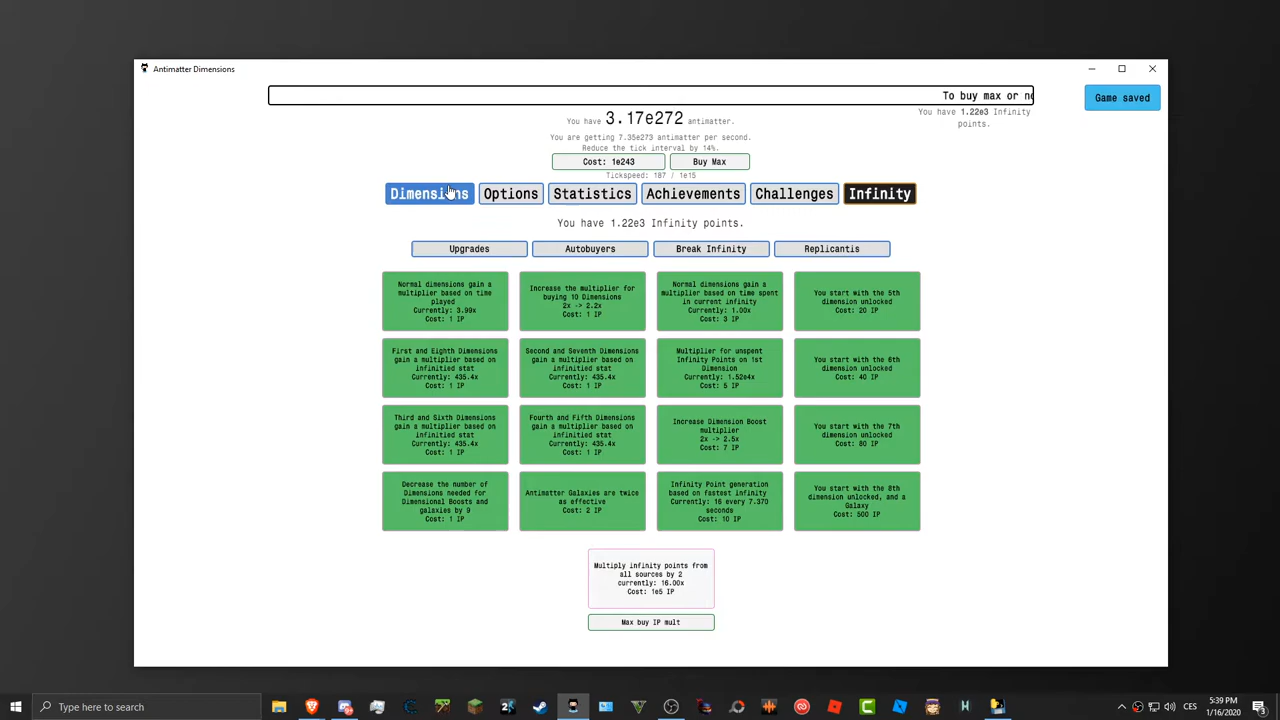 Antimatter Dimensions
To buy max or no
Game saved
You have 3.17e272 antimatter.
You have 1.22e3 Infinity
points.
You are getting 7.35e273 antimatter per second.
Reduce the tick interval by 14%.
Cost: 1e243
Buy Max
Tickspeed: 187 / 1e15
Dimensions
Options
Statistics
Achievements
Challenges
Infinity
You have 1.22e3 Infinity points.
Upgrades
Autobuyers
Break Infinity
Replicantis
Normal dimensions gain a
multiplier based on time
played
Currently: 3.99x
Cost: 1 IP
Increase the multiplier for
buying 10 Dimensions
2x -> 2.2x
Cost: 1 IP
Normal dimensions gain a
multiplier based on time spent
in current infinity
Currently: 1.00x
Cost: 3 IP
You start with the 5th
dimension unlocked
Cost: 20 IP
First and Eighth Dimensions
gain a multiplier based on
infinitied stat
Currently: 435.4x
Cost: 1 IP
Second and Seventh Dimensions
gain a multiplier based on
infinitied stat
Currently: 435.4x
Cost: 1 IP
Multiplier for unspent
Infinity Points on 1st
Dimension
Currently: 1.52e4x
Cost: 5 IP
You start with the 6th
dimension unlocked
Cost: 40 IP
Third and Sixth Dimensions
gain a multiplier based on
infinitied stat
Currently: 435.4x
Cost: 1 IP
Fourth and Fifth Dimensions
gain a multiplier based on
infinitied stat
Currently: 435.4x
Cost: 1 IP
Increase Dimension Boost
multiplier
2x -> 2.5x
Cost: 7 IP
You start with the 7th
dimension unlocked
Cost: 80 IP
Decrease the number of
Dimensions needed for
Dimensional Boosts and
galaxies by 9
Cost: 1 IP
Antimatter Galaxies are twice
as effective
Cost: 2 IP
Infinity Point generation
based on fastest infinity
Currently: 16 every 7.370
seconds
Cost: 10 IP
You start with the 8th
dimension unlocked, and a
Galaxy
Cost: 500 IP
Multiply infinity points from
all sources by 2
currently: 16.00x
Cost: 1e5 IP
Max buy IP mult
Type here to search
CES
5:39 PM
1/16/2020